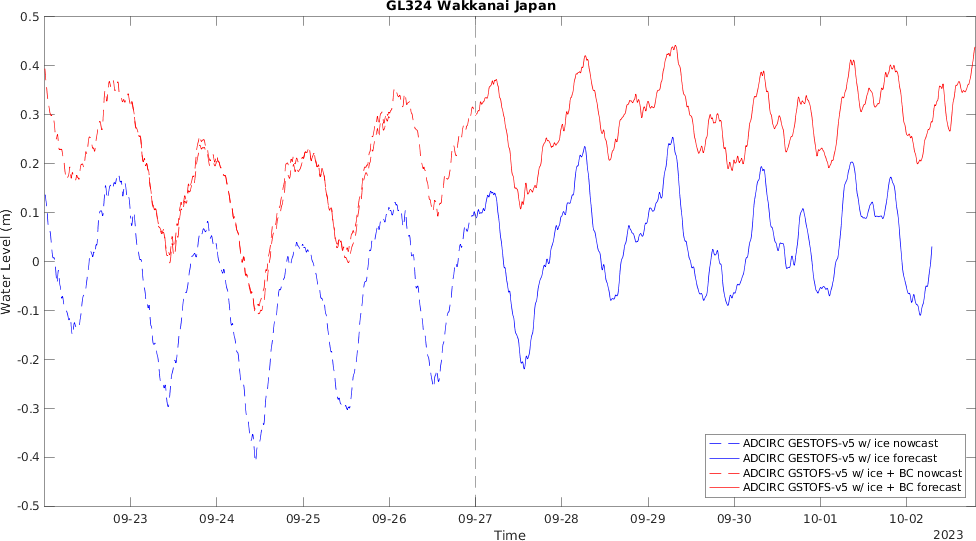 GL324 Wakkanai Japan
0.5
0.4
0.3
0.2
0.1
0
-0.1
-0.2
-0.3
-0.4
-0.5
Water Level (m)
ADCIRC GESTOFS-v5 w/ ice nowcast
ADCIRC GESTOFS-v5 w/ ice forecast
ADCIRC GSTOFS-v5 w/ ice + BC nowcast
ADCIRC GSTOFS-v5 w/ ice + BC forecast
09-23 09-24 09-25 09-26 09-27 09-28 09-29 09-30 10-01 10-02
Time
2023